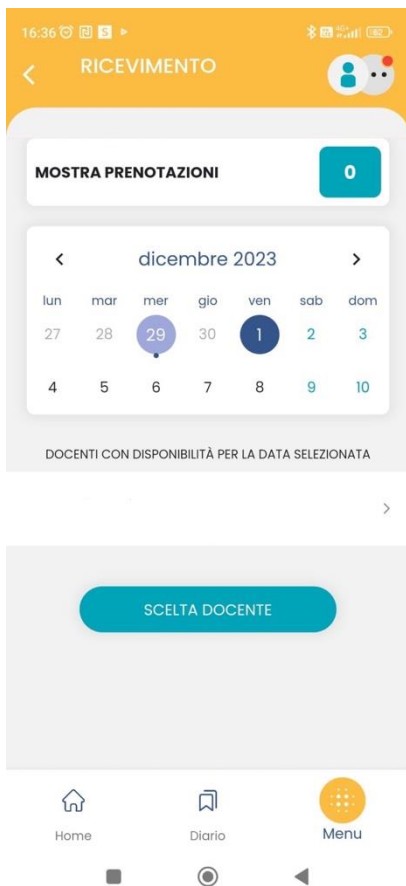 16:36
RICEVIMENTO
MOSTRA PRENOTAZIONI 0
dicembre 2023
lun mar mer gio ven sab dom
27 28 29 30 1 2 3
4 5 6 7 8 9 10
DOCENTI CON DISPONIBILITÀ PER LA DATA SELEZIONATA
SCELTA DOCENTE
Home Diario Menu